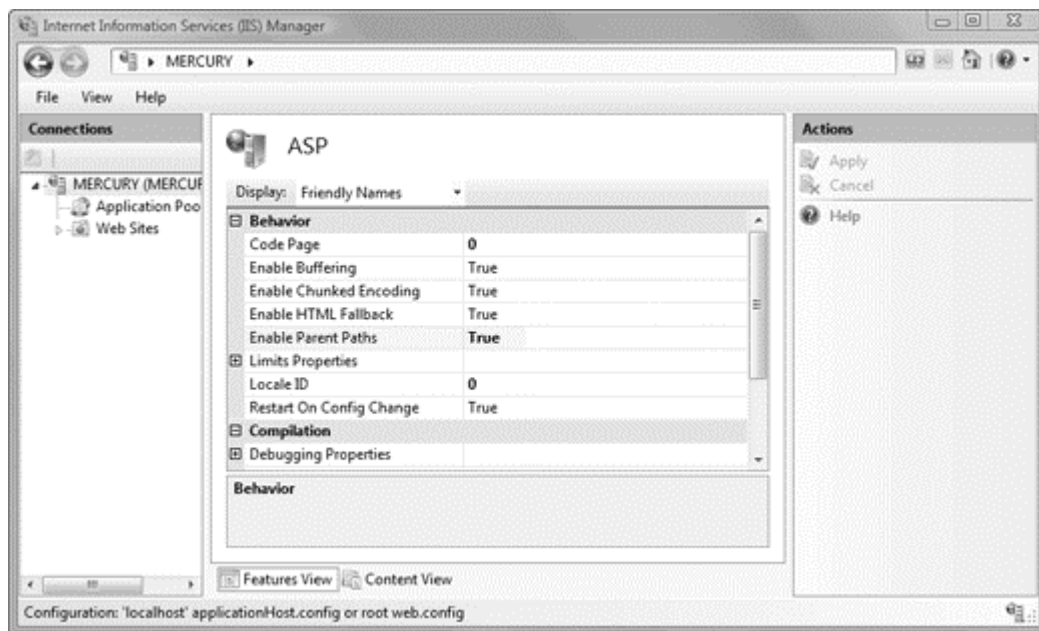 Internet Information Services (IIS) Manager
MERCURY
File View Help
Connections
MERCURY (MERCUR
Application Poo
Web Sites
ASP
Display: Friendly Names
Behavior
Code Page 0
Enable Buffering True
Enable Chunked Encoding True
Enable HTML Fallback True
Enable Parent Paths True
Limits Properties
Locale ID 0
Restart On Config Change True
Compilation
Debugging Properties
Behavior
Features View Content View
Actions
Apply
Cancel
Help
Configuration: 'localhost' applicationHost.config or root web.config